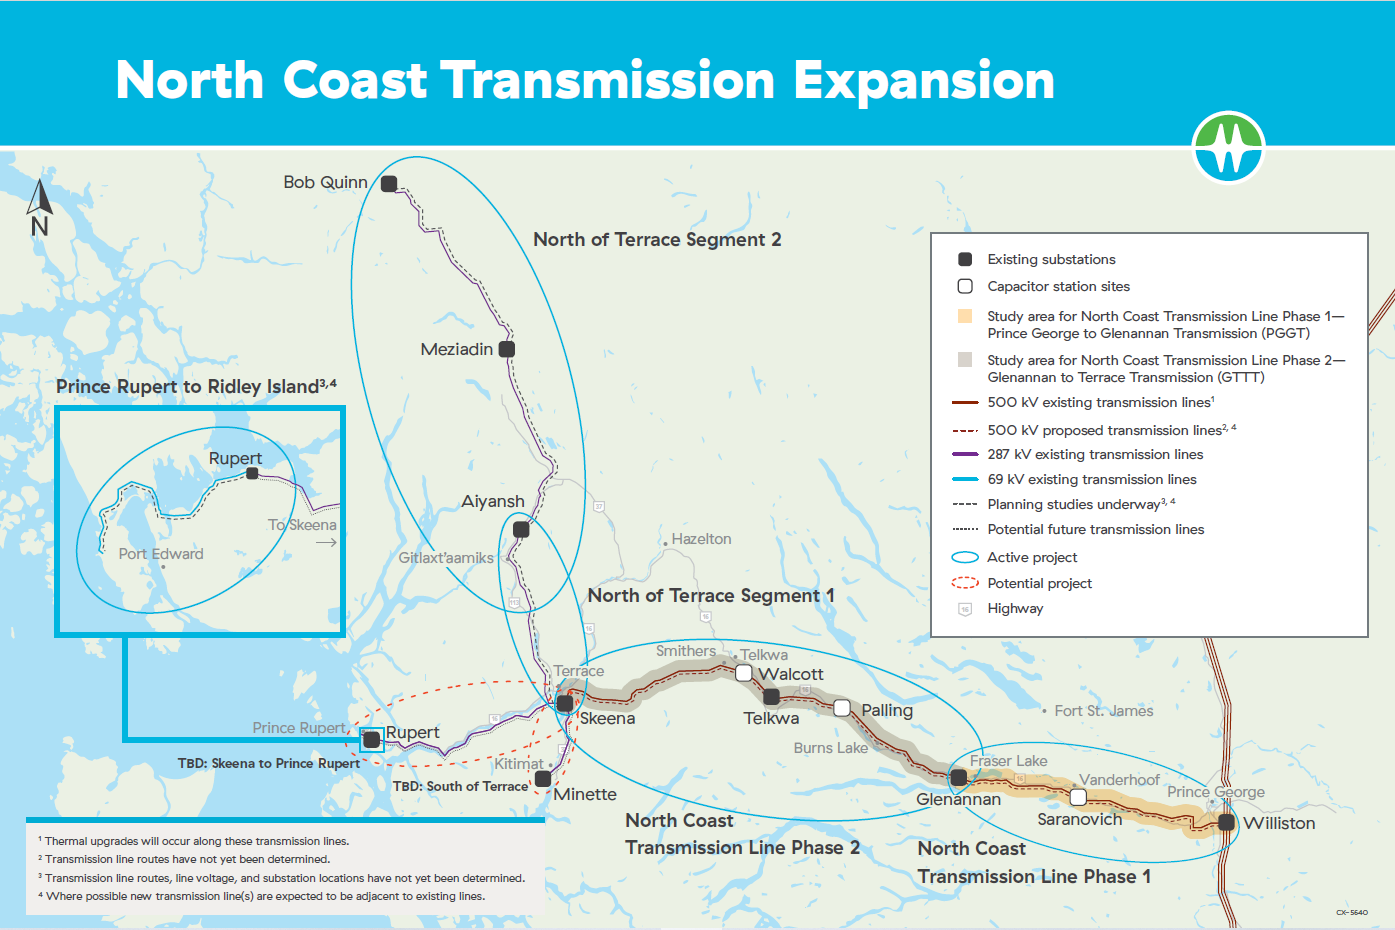 North Coast Transmission Expansion
N
Bob Quinn
North of Terrace Segment 2
Meziadin
Prince Rupert to Ridley Island3,4
Rupert
To Skeena
Port Edward
Aiyansh
37
Gitlaxt'aamiks
Hazelton
113
North of Terrace Segment 1
16
16
Smithers
Telkwa
Terrace
Walcott
16
Skeena
Telkwa
Palling
Fort St. James
16
Prince Rupert
Rupert
Burns Lake
TBD: Skeena to Prince Rupert
Kitimat
Fraser Lake
TBD: South of Terrace
Minette
Glenannan
16
Vanderhoof
Prince George
Saranovich
Williston
North Coast
Transmission Line Phase 2
North Coast
Transmission Line Phase 1
Existing substations
Capacitor station sites
Study area for North Coast Transmission Line Phase 1—
Prince George to Glenannan Transmission (PGGT)
Study area for North Coast Transmission Line Phase 2—
Glenannan to Terrace Transmission (GTTT)
500 kV existing transmission lines1
500 kV proposed transmission lines2, 4
287 kV existing transmission lines
69 kV existing transmission lines
Planning studies underway3, 4
Potential future transmission lines
Active project
Potential project
16 Highway
1 Thermal upgrades will occur along these transmission lines.
2 Transmission line routes have not yet been determined.
3 Transmission line routes, line voltage, and substation locations have not yet been determined.
4 Where possible new transmission line(s) are expected to be adjacent to existing lines.
CX-5640